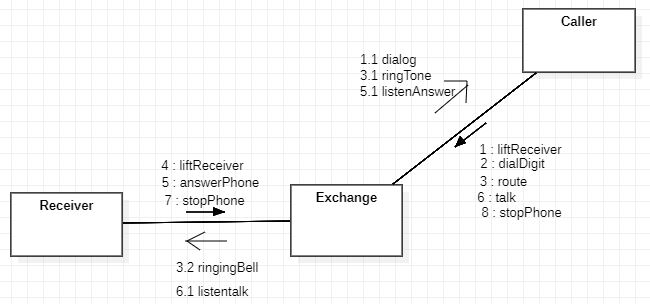 Caller
1.1 dialog
3.1 ringTone
5.1 listenAnswer
1 : liftReceiver
2 : dialDigit
3 : route
6 : talk
8 : stopPhone
4 : liftReceiver
5 : answerPhone
7 : stopPhone
Receiver
Exchange
3.2 ringingBell
6.1 listentalk